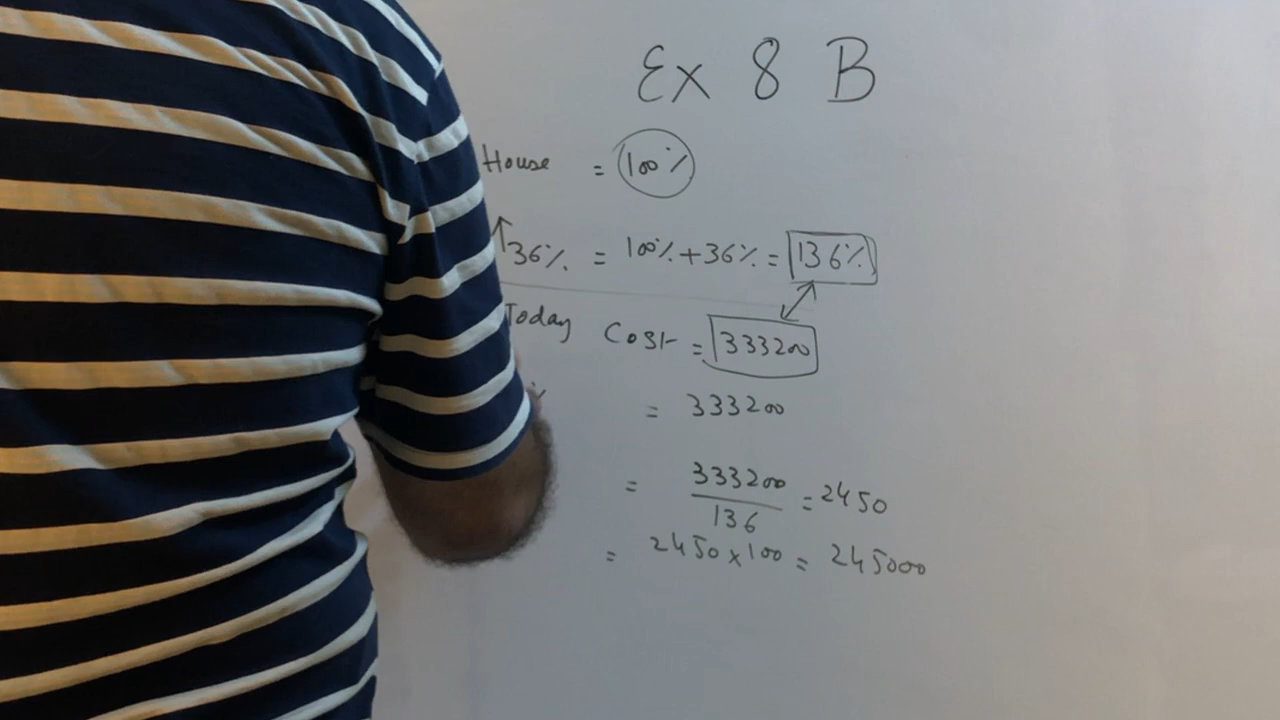 Ex 8 B
House = 100%
↑36% = 100%+36% = 136%
Today Cost = 333200
% = 333200
= 333200/136 = 2450
= 2450×100 = 245000